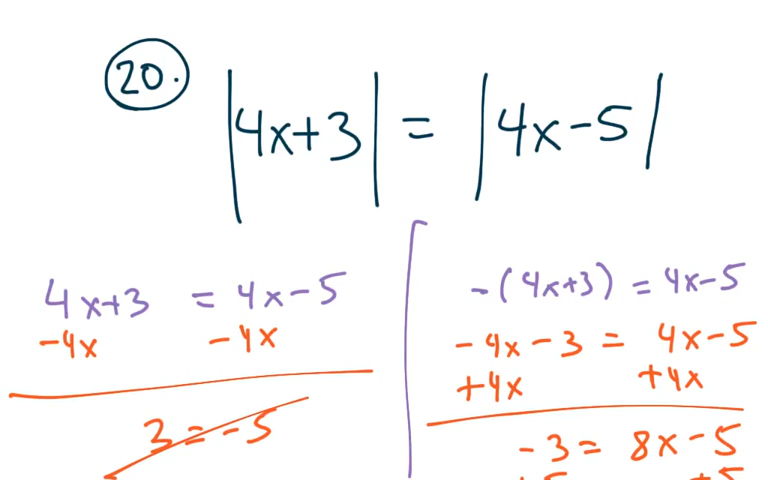 20.
|4x+3| = |4x-5|
4x+3 = 4x-5
-4x -4x
3 = -5
-(4x+3) = 4x-5
-4x-3 = 4x-5
+4x +4x
-3 = 8x-5